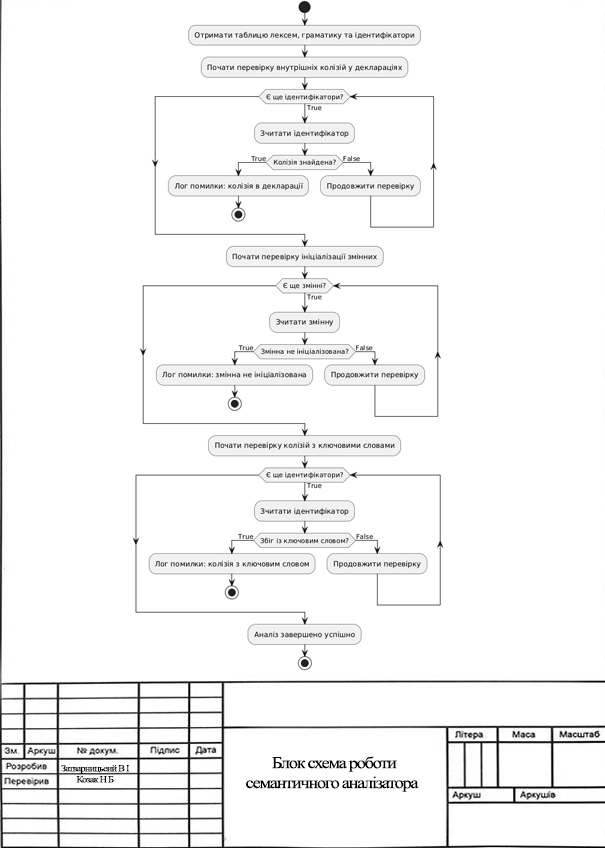 Отримати таблицю лексем, граматику та ідентифікатори
Почати перевірку внутрішніх колізій у деклараціях
Є ще ідентифікатори?
True
Зчитати ідентифікатор
True Колізія знайдена? False
Лог помилки: колізія в декларації Продовжити перевірку
Почати перевірку ініціалізації змінних
Є ще змінні?
True
Зчитати змінну
True Змінна не ініціалізована? False
Лог помилки: змінна не ініціалізована Продовжити перевірку
Почати перевірку колізій з ключовими словами
Є ще ідентифікатори?
True
Зчитати ідентифікатор
True Збіг із ключовим словом? False
Лог помилки: колізія з ключовим словом Продовжити перевірку
Аналіз завершено успішно
Літера Маса Масштаб
Зм. Аркуш № докум. Підпис Дата
Розробив В І
Перевірив Козак Н Б
Блок схема роботи
семантичного аналізатора
Аркуш Аркушів